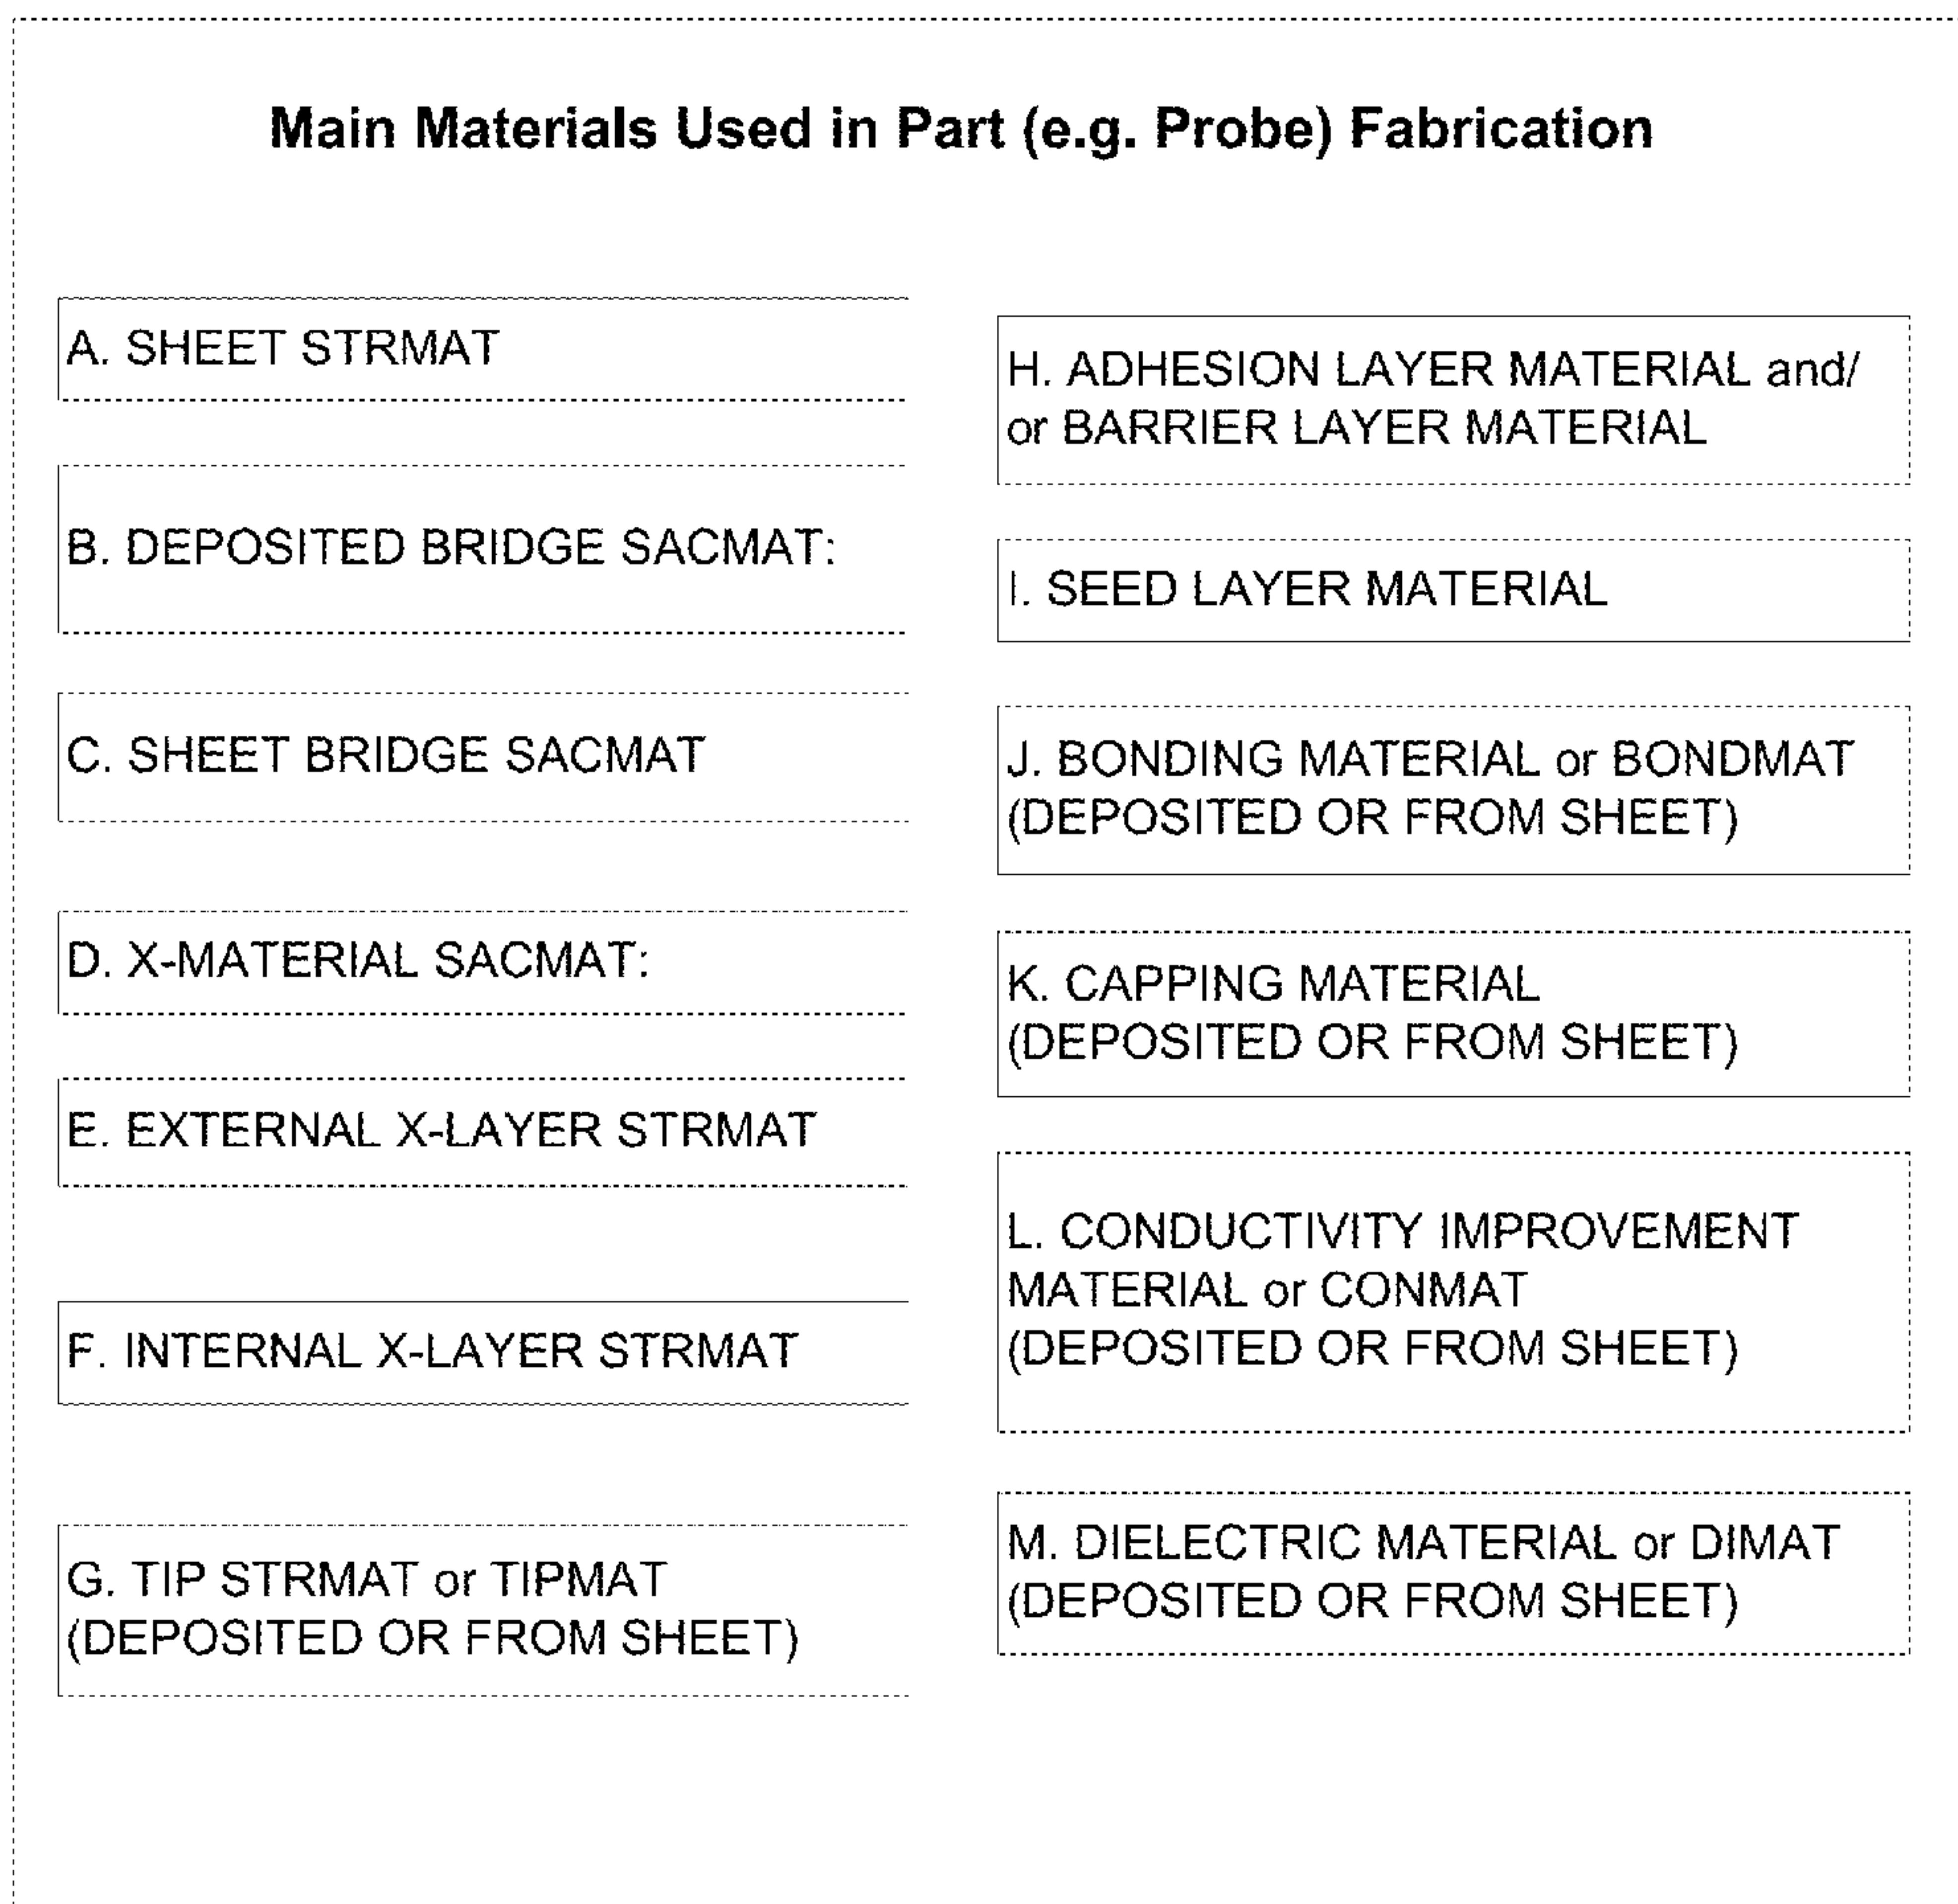 Main Materials Used in Part (e.g. Probe) Fabrication
A. SHEET STRMAT
B. DEPOSITED BRIDGE SACMAT:
C. SHEET BRIDGE SACMAT
D. X-MATERIAL SACMAT:
E. EXTERNAL X-LAYER STRMAT
F. INTERNAL X-LAYER STRMAT
G. TIP STRMAT or TIPMAT
(DEPOSITED OR FROM SHEET)
H. ADHESION LAYER MATERIAL and/
or BARRIER LAYER MATERIAL
I. SEED LAYER MATERIAL
J. BONDING MATERIAL or BONDMAT
(DEPOSITED OR FROM SHEET)
K. CAPPING MATERIAL
(DEPOSITED OR FROM SHEET)
L. CONDUCTIVITY IMPROVEMENT
MATERIAL or CONMAT
(DEPOSITED OR FROM SHEET)
M. DIELECTRIC MATERIAL or DIMAT
(DEPOSITED OR FROM SHEET)